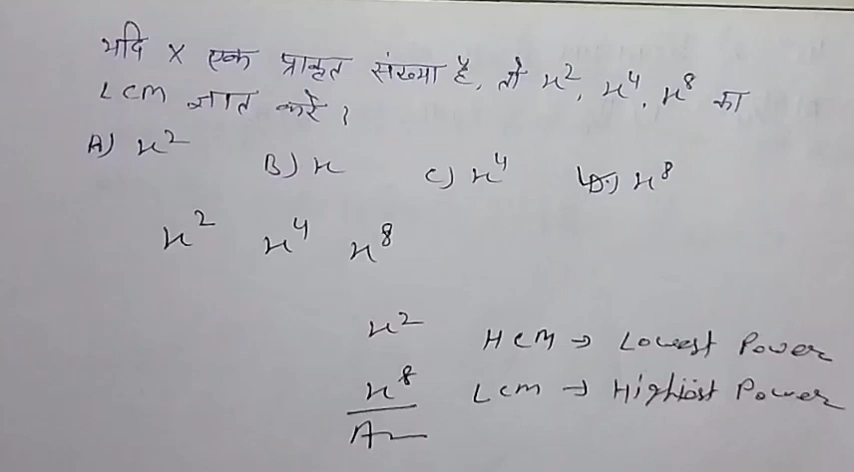 यदि x एक प्राकृत संख्या है, तो x², x⁴, x⁸ का
LCM ज्ञात करें ।
A) x²
B) x
C) x⁴
D) x⁸
x² x⁴ x⁸
x²
HCM → Lowest Power
x⁸
LCM → Highiest Power